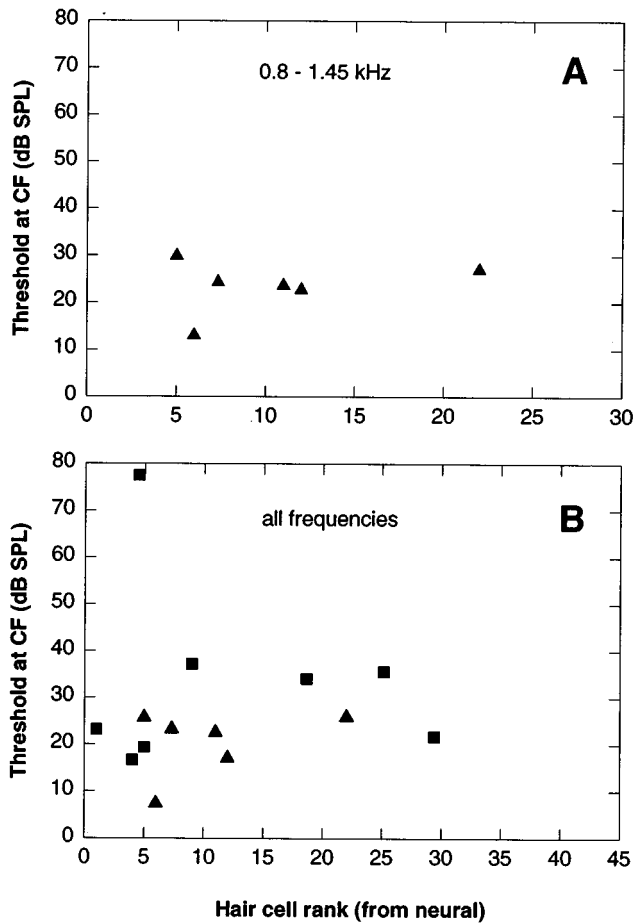 80
70
60
50
40
30
20
10
0
Threshold at CF (dB SPL)
0.8 - 1.45 kHz
A
0 5 10 15 20 25 30
80
70
60
50
40
30
20
10
0
Threshold at CF (dB SPL)
all frequencies
B
0 5 10 15 20 25 30 35 40 45
Hair cell rank (from neural)